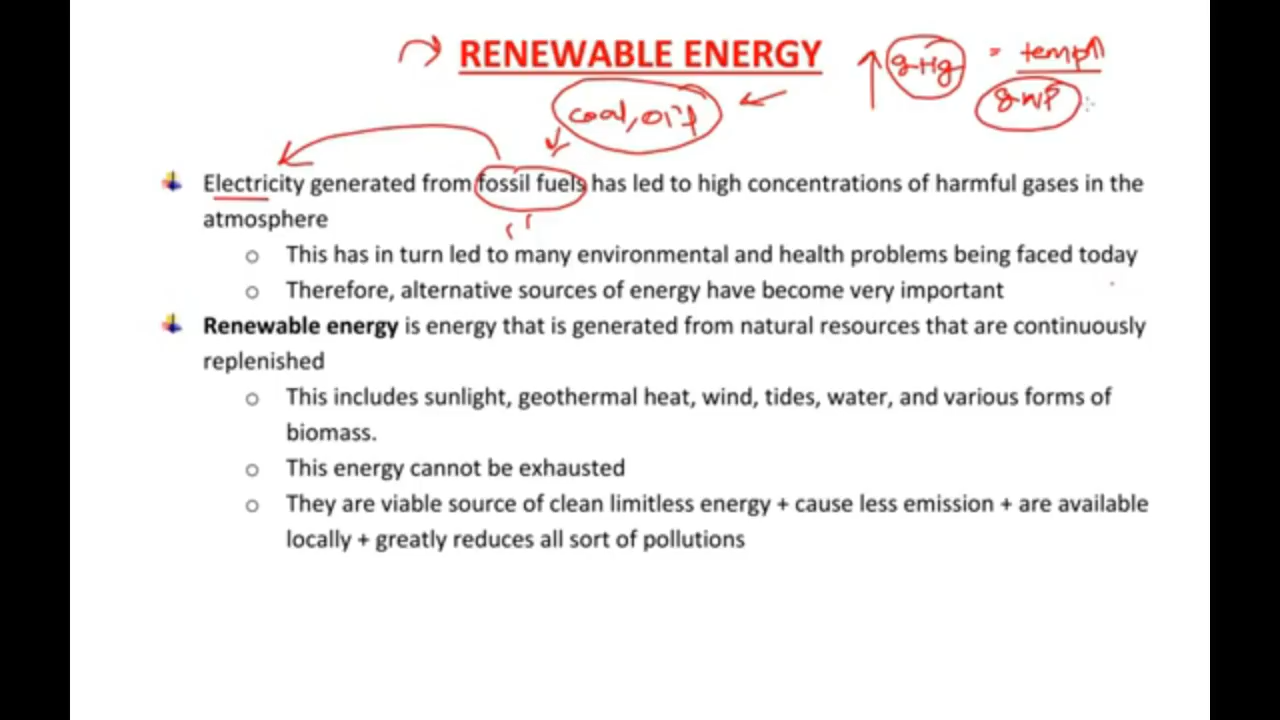 RENEWABLE ENERGY
↑ gHg = temp↑
coal, oil
gwp
Electricity generated from fossil fuels has led to high concentrations of harmful gases in the
atmosphere
o This has in turn led to many environmental and health problems being faced today
o Therefore, alternative sources of energy have become very important
Renewable energy is energy that is generated from natural resources that are continuously
replenished
o This includes sunlight, geothermal heat, wind, tides, water, and various forms of
biomass.
o This energy cannot be exhausted
o They are viable source of clean limitless energy + cause less emission + are available
locally + greatly reduces all sort of pollutions